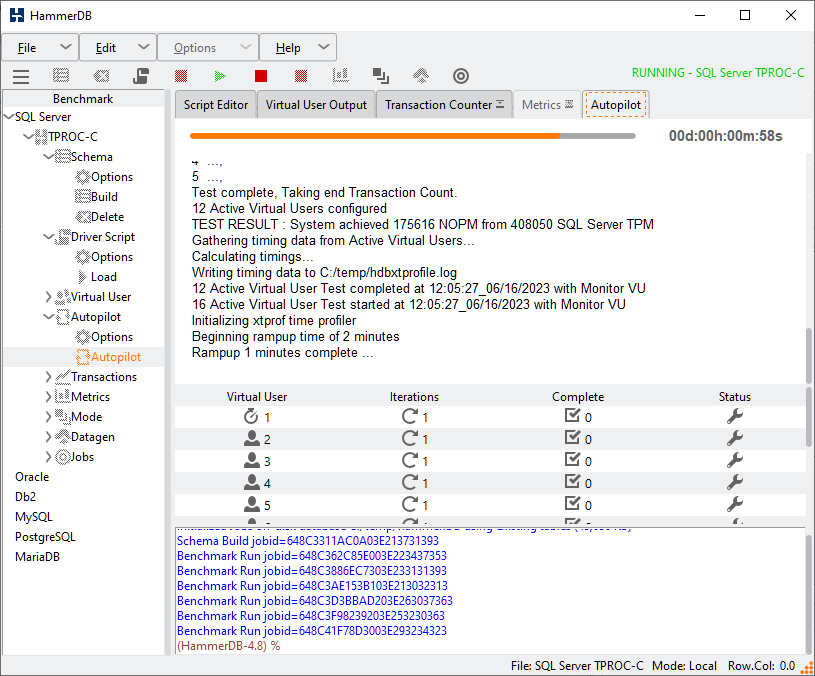 HammerDB
File Edit Options Help
RUNNING - SQL Server TPROC-C
Benchmark
SQL Server
TPROC-C
Schema
Options
Build
Delete
Driver Script
Options
Load
Virtual User
Autopilot
Options
Autopilot
Transactions
Metrics
Mode
Datagen
Jobs
Oracle
Db2
MySQL
PostgreSQL
MariaDB
Script Editor Virtual User Output Transaction Counter Metrics Autopilot
00d:00h:00m:58s
4 ...,
5 ...,
Test complete, Taking end Transaction Count.
12 Active Virtual Users configured
TEST RESULT : System achieved 175616 NOPM from 408050 SQL Server TPM
Gathering timing data from Active Virtual Users...
Calculating timings...
Writing timing data to C:/temp/hdbxtprofile.log
12 Active Virtual User Test completed at 12:05:27_06/16/2023 with Monitor VU
16 Active Virtual User Test started at 12:05:27_06/16/2023 with Monitor VU
Initializing xtprof time profiler
Beginning rampup time of 2 minutes
Rampup 1 minutes complete ...
Virtual User Iterations Complete Status
1 1 0
2 1 0
3 1 0
4 1 0
5 1 0
Schema Build jobid=648C3311AC0A03E213731393
Benchmark Run jobid=648C362C85E003E223437353
Benchmark Run jobid=648C3886EC7303E233131393
Benchmark Run jobid=648C3AE153B103E213032313
Benchmark Run jobid=648C3D3BBAD203E263037363
Benchmark Run jobid=648C3F98239203E253230363
Benchmark Run jobid=648C41F78D3003E293234323
(HammerDB-4.8) %
File: SQL Server TPROC-C Mode: Local Row.Col: 0.0